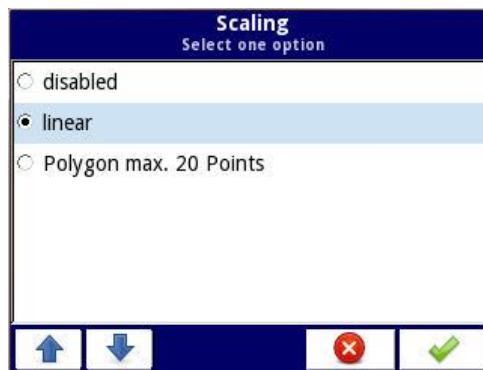 Scaling
Select one option
disabled
linear
Polygon max. 20 Points